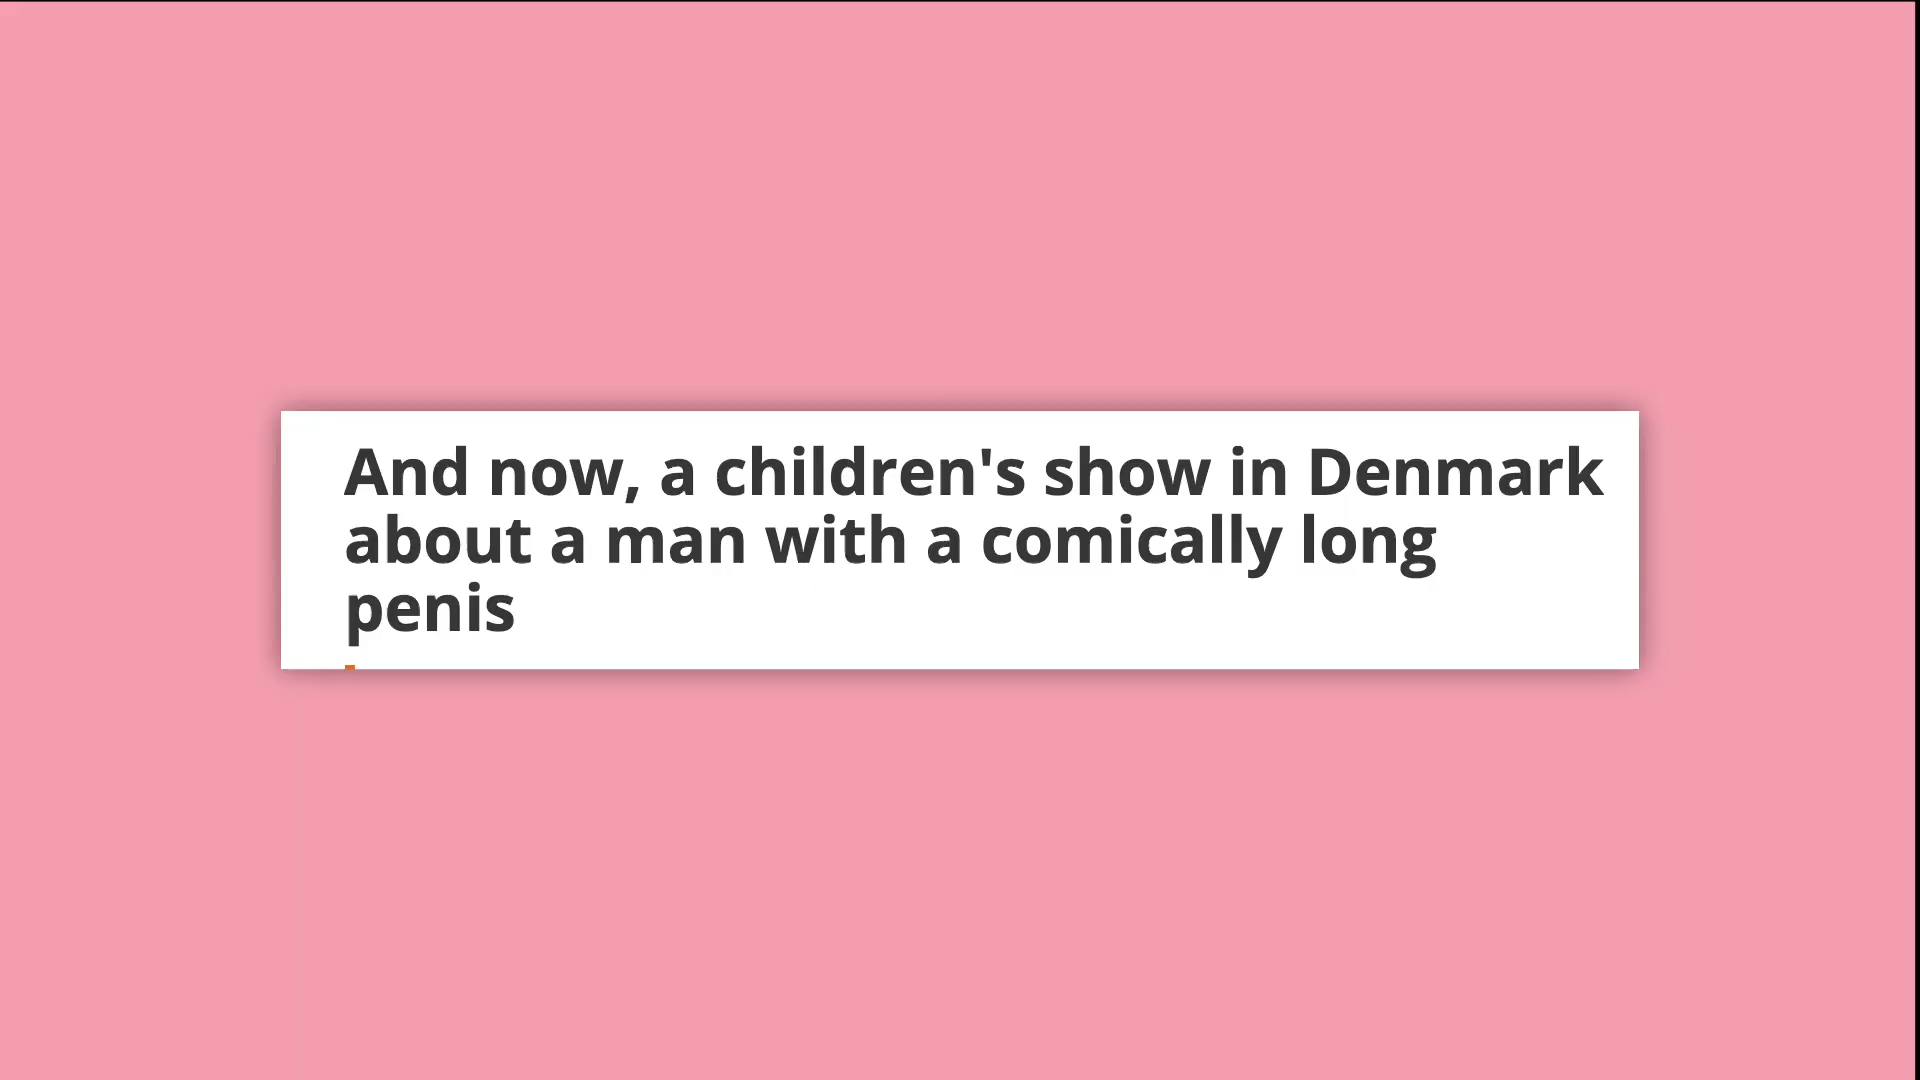 And now, a children's show in Denmark
about a man with a comically long
penis